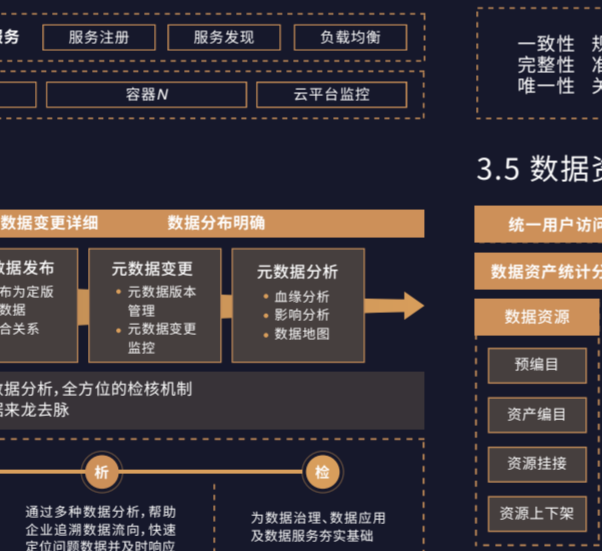 服务 服务注册 服务发现 负载均衡
容器N 云平台监控
数据变更详细 数据分布明确
数据发布
布为定版
数据
合关系
元数据变更
• 元数据版本
管理
• 元数据变更
监控
元数据分析
• 血缘分析
• 影响分析
• 数据地图
数据分析，全方位的检核机制
据来龙去脉
析
通过多种数据分析，帮助
企业追溯数据流向，快速
定位问题数据并及时响应
检
为数据治理、数据应用
及数据服务夯实基础
一致性 规
完整性 准
唯一性 关
3.5 数据资
统一用户访问
数据资产统计分
数据资源
预编目
资产编目
资源挂接
资源上下架